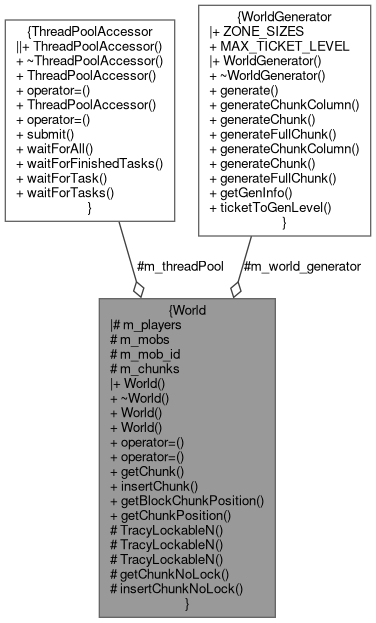 {ThreadPoolAccessor
||+ ThreadPoolAccessor()
+ ~ThreadPoolAccessor()
+ ThreadPoolAccessor()
+ operator=()
+ ThreadPoolAccessor()
+ operator=()
+ submit()
+ waitForAll()
+ waitForFinishedTasks()
+ waitForTask()
+ waitForTasks()
}
{WorldGenerator
|+ ZONE_SIZES
+ MAX_TICKET_LEVEL
|+ WorldGenerator()
+ ~WorldGenerator()
+ generate()
+ generateChunkColumn()
+ generateChunk()
+ generateFullChunk()
+ generateChunkColumn()
+ generateChunk()
+ generateFullChunk()
+ getGenInfo()
+ ticketToGenLevel()
}
#m_threadPool
#m_world_generator
{World
|# m_players
# m_mobs
# m_mob_id
# m_chunks
|+ World()
+ ~World()
+ World()
+ World()
+ operator=()
+ operator=()
+ getChunk()
+ insertChunk()
+ getBlockChunkPosition()
+ getChunkPosition()
# TracyLockableN()
# TracyLockableN()
# TracyLockableN()
# getChunkNoLock()
# insertChunkNoLock()
}